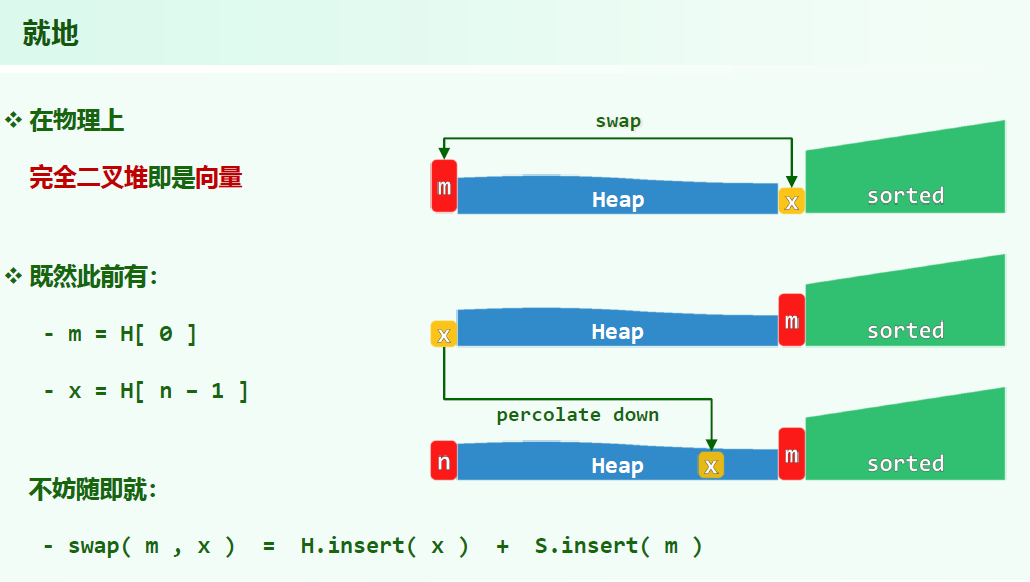 就地
❖ 在物理上
完全二叉堆即是向量
❖ 既然此前有：
- m = H[ 0 ]
- x = H[ n – 1 ]
不妨随即就：
- swap( m , x ) = H.insert( x ) + S.insert( m )
swap
m Heap x sorted
x Heap m sorted
percolate down
n Heap x m sorted